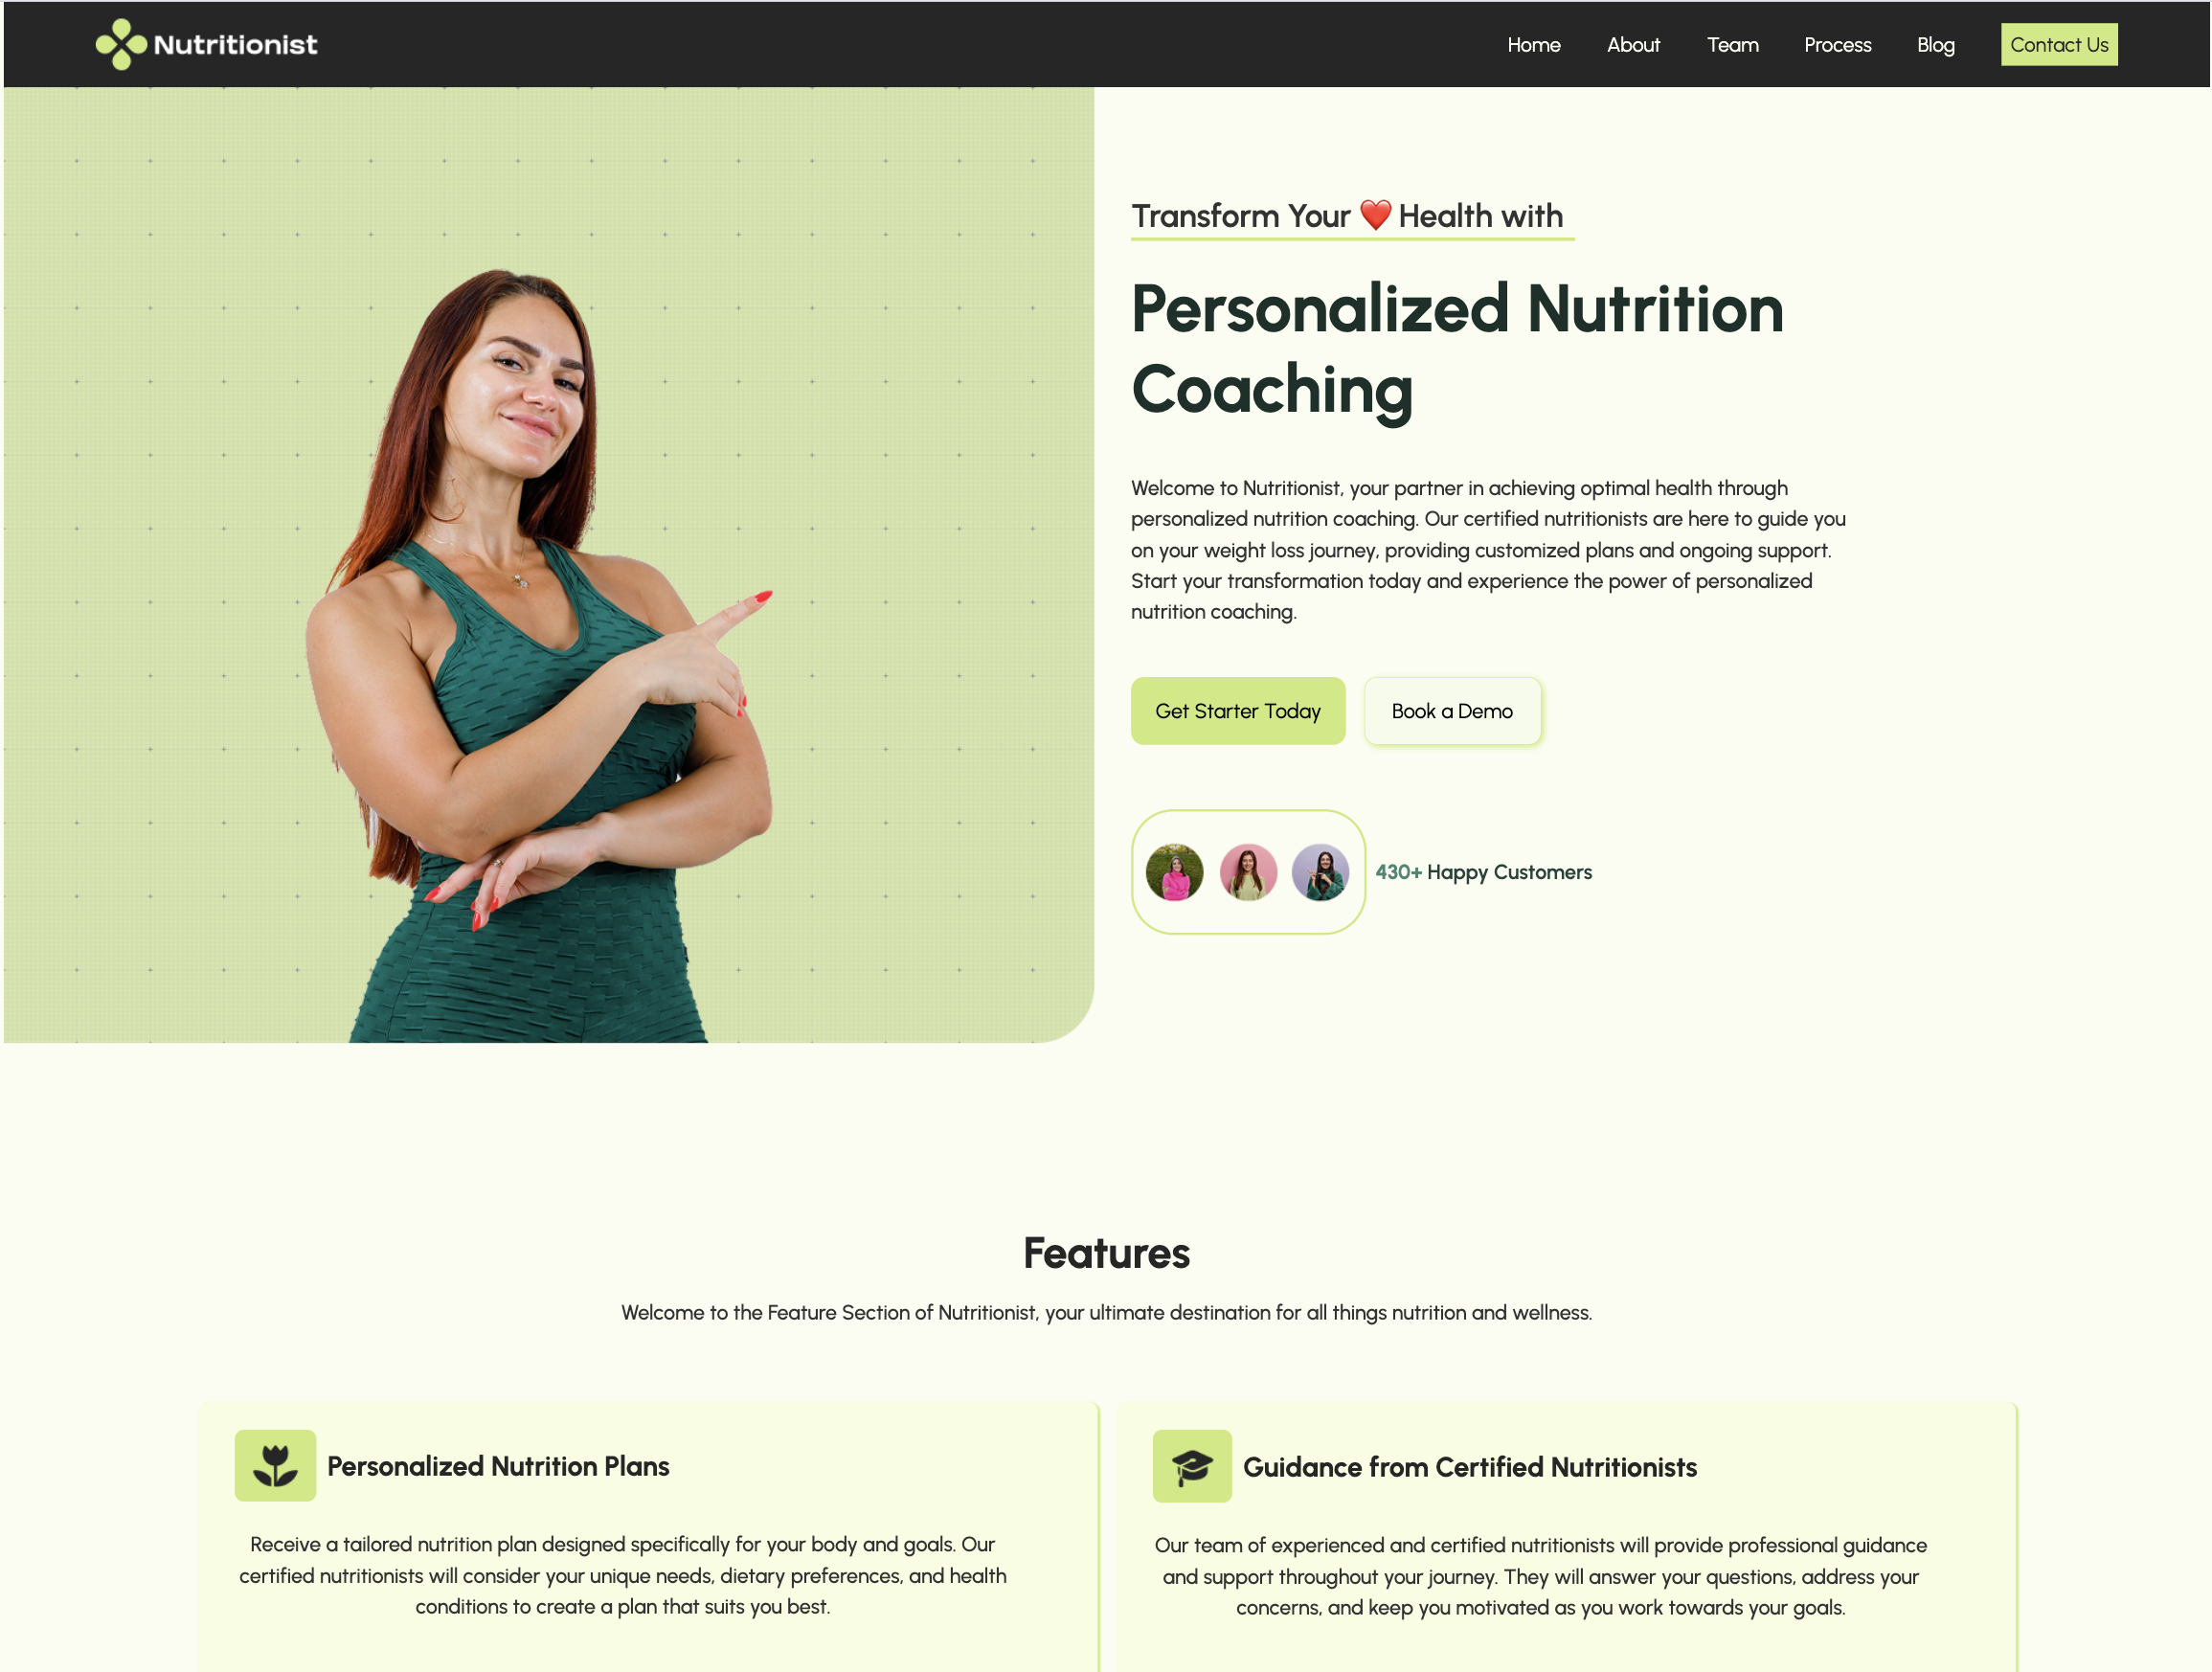 Nutritionist
Home
About
Team
Process
Blog
Contact Us
Transform Your ❤️ Health with
Personalized Nutrition
Coaching
Welcome to Nutritionist, your partner in achieving optimal health through
personalized nutrition coaching. Our certified nutritionists are here to guide you
on your weight loss journey, providing customized plans and ongoing support.
Start your transformation today and experience the power of personalized
nutrition coaching.
Get Starter Today
Book a Demo
430+ Happy Customers
Features
Welcome to the Feature Section of Nutritionist, your ultimate destination for all things nutrition and wellness.
Personalized Nutrition Plans
Receive a tailored nutrition plan designed specifically for your body and goals. Our
certified nutritionists will consider your unique needs, dietary preferences, and health
conditions to create a plan that suits you best.
Guidance from Certified Nutritionists
Our team of experienced and certified nutritionists will provide professional guidance
and support throughout your journey. They will answer your questions, address your
concerns, and keep you motivated as you work towards your goals.